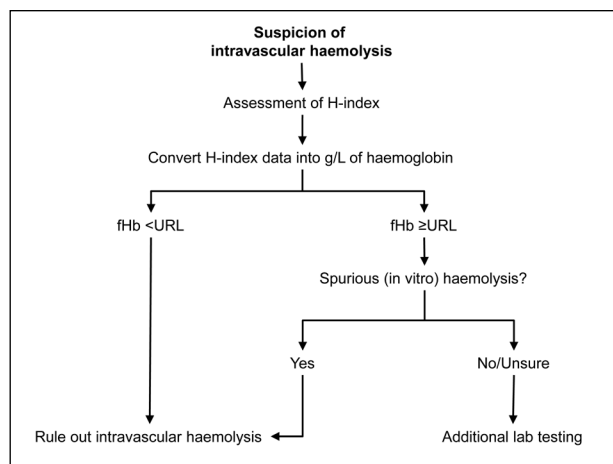 Suspicion of
intravascular haemolysis
Assessment of H-index
Convert H-index data into g/L of haemoglobin
fHb <URL
fHb ≥URL
Spurious (in vitro) haemolysis?
Yes
No/Unsure
Rule out intravascular haemolysis
Additional lab testing